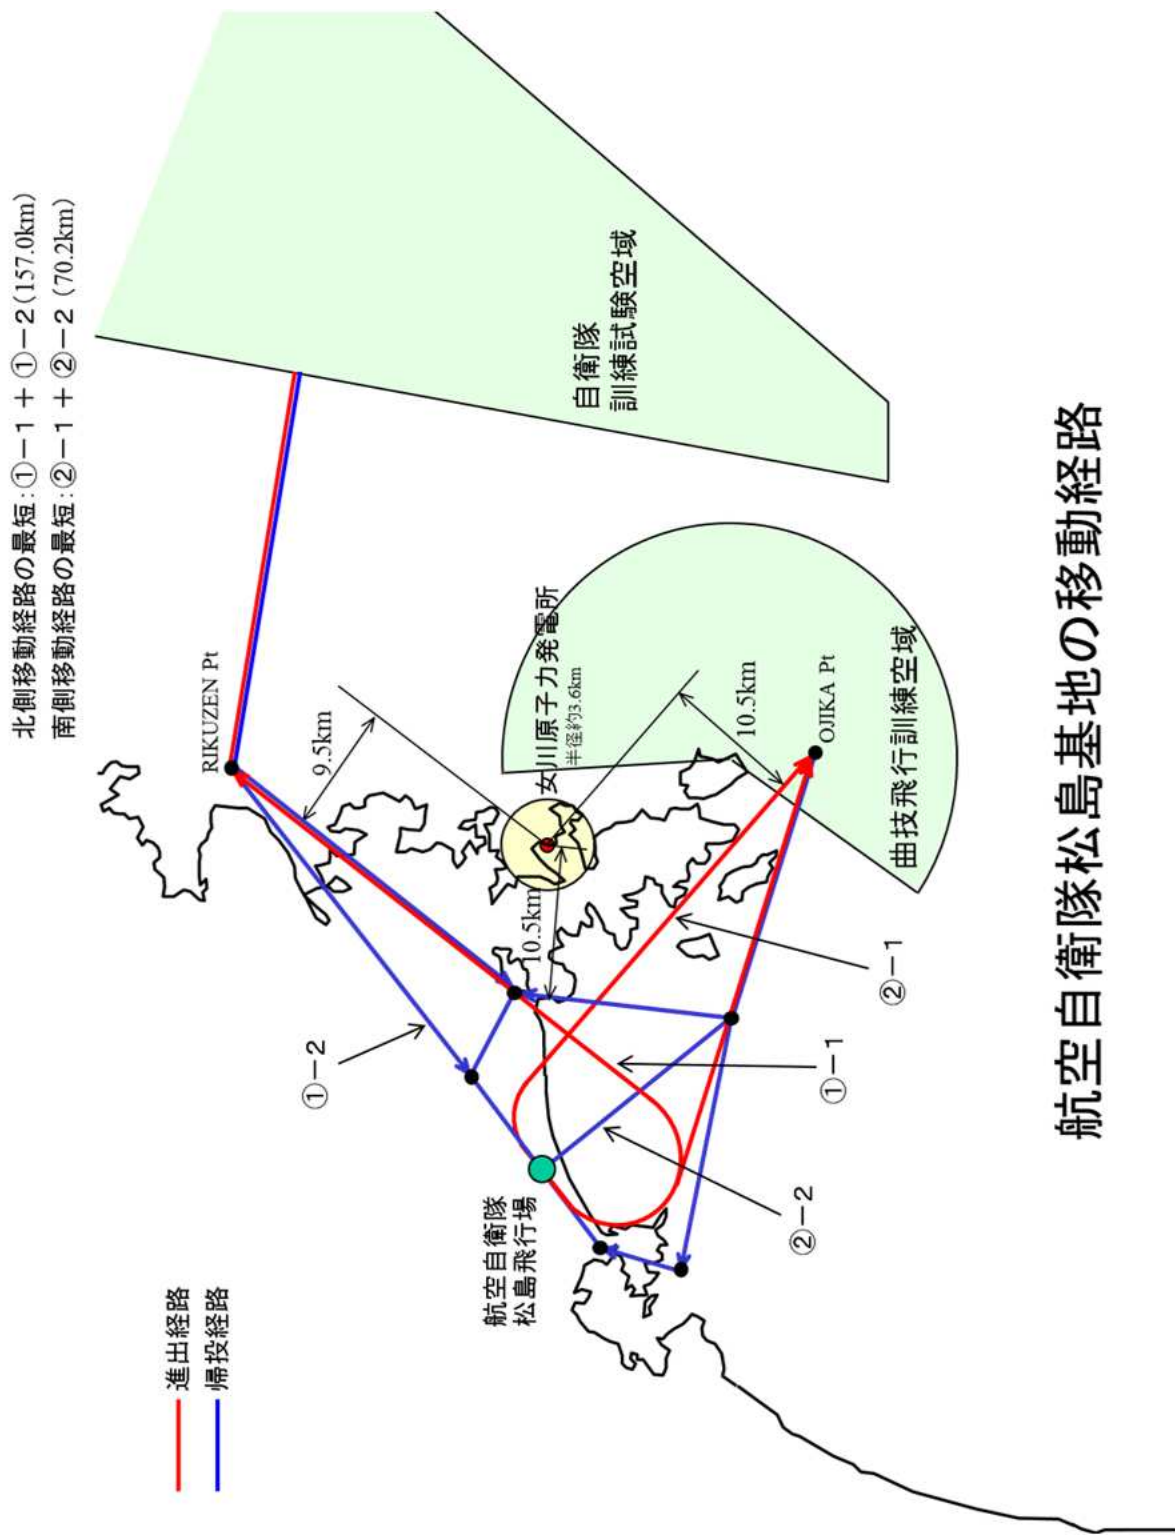 北側移動経路の最短:①－1 + ①－2(157.0km)
南側移動経路の最短:②－1 + ②－2 (70.2km)
進出経路
帰投経路
RIKUZEN Pt
9.5km
①－2
自衛隊
訓練試験空域
女川原子力発電所
半径約3.6km
10.5km
航空自衛隊
松島飛行場
10.5km
OJIKA Pt
曲技飛行訓練空域
②－1
①－1
②－2
航空自衛隊松島基地の移動経路